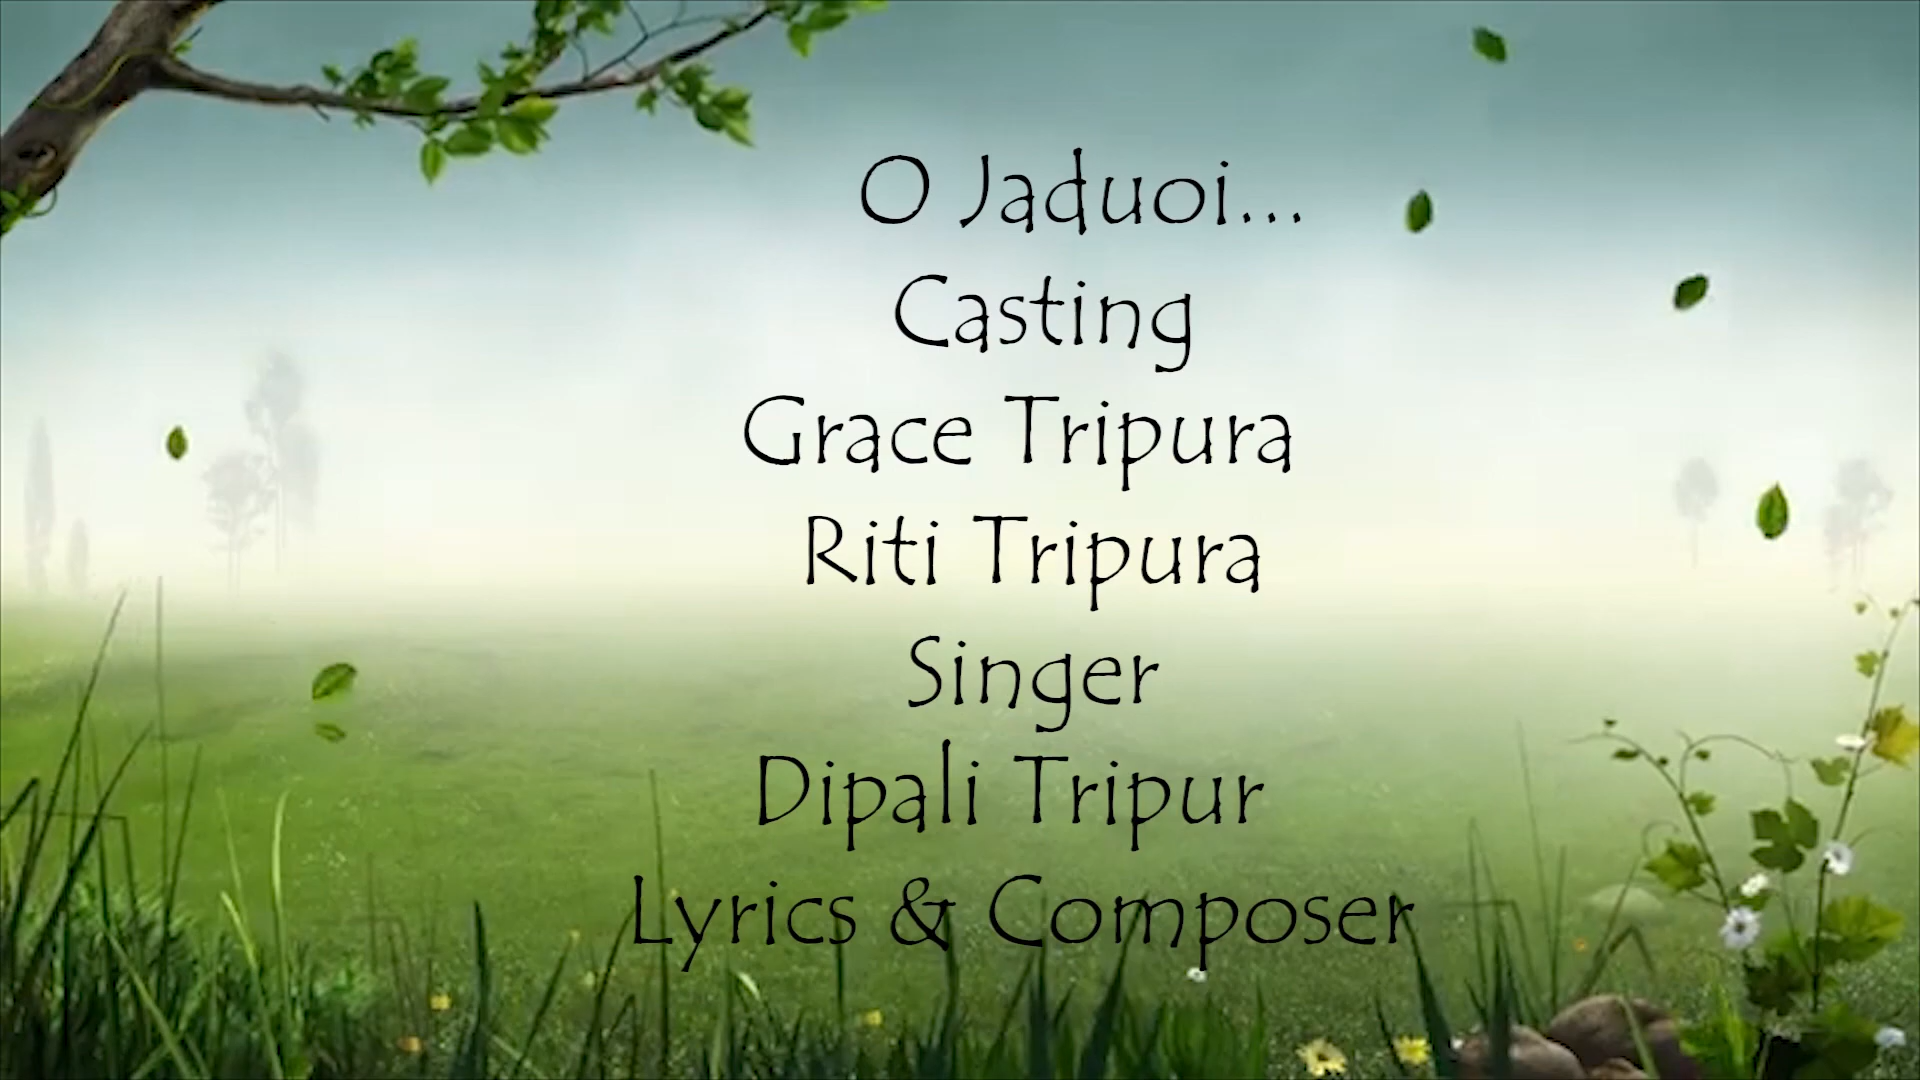 O Jaduoi...
Casting
Grace Tripura
Riti Tripura
Singer
Dipali Tripur
Lyrics & Composer